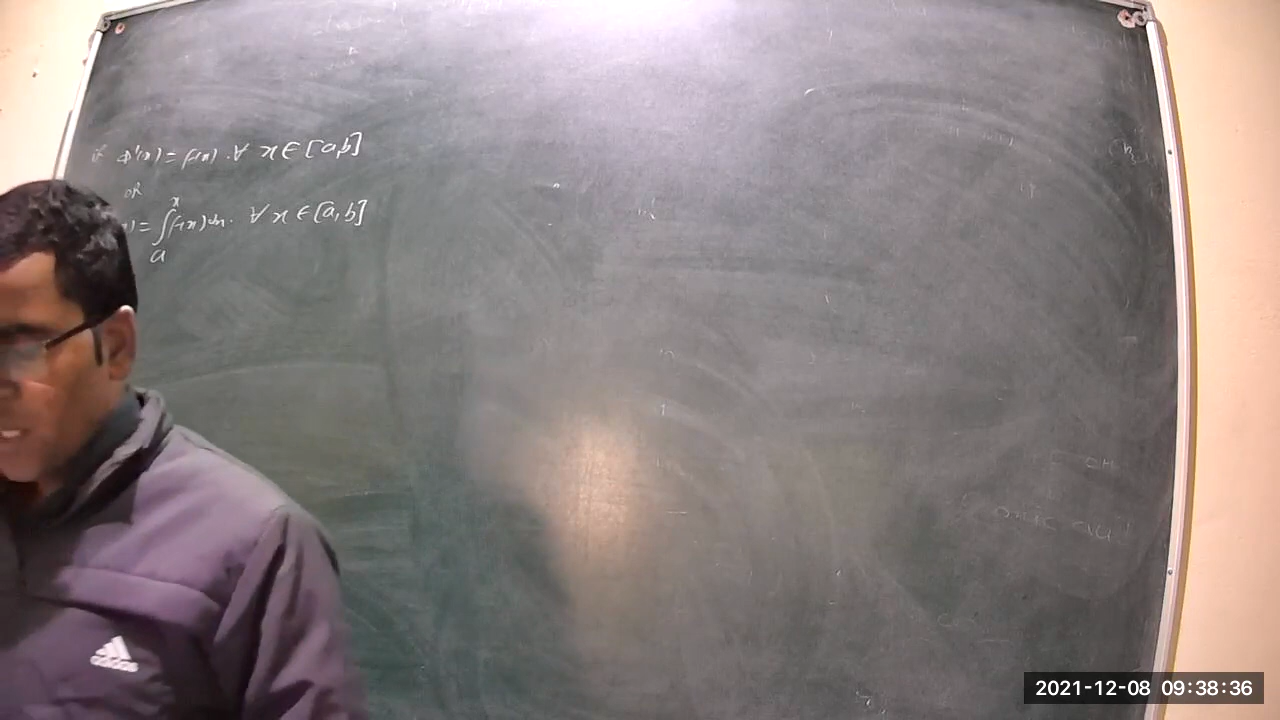 if φ'(x) = f(x) . ∀ x ∈ [a,b]
or
) = ∫ₐˣ f(x) dx . ∀ x ∈ [a,b]
adidas
2021-12-08 09:38:36